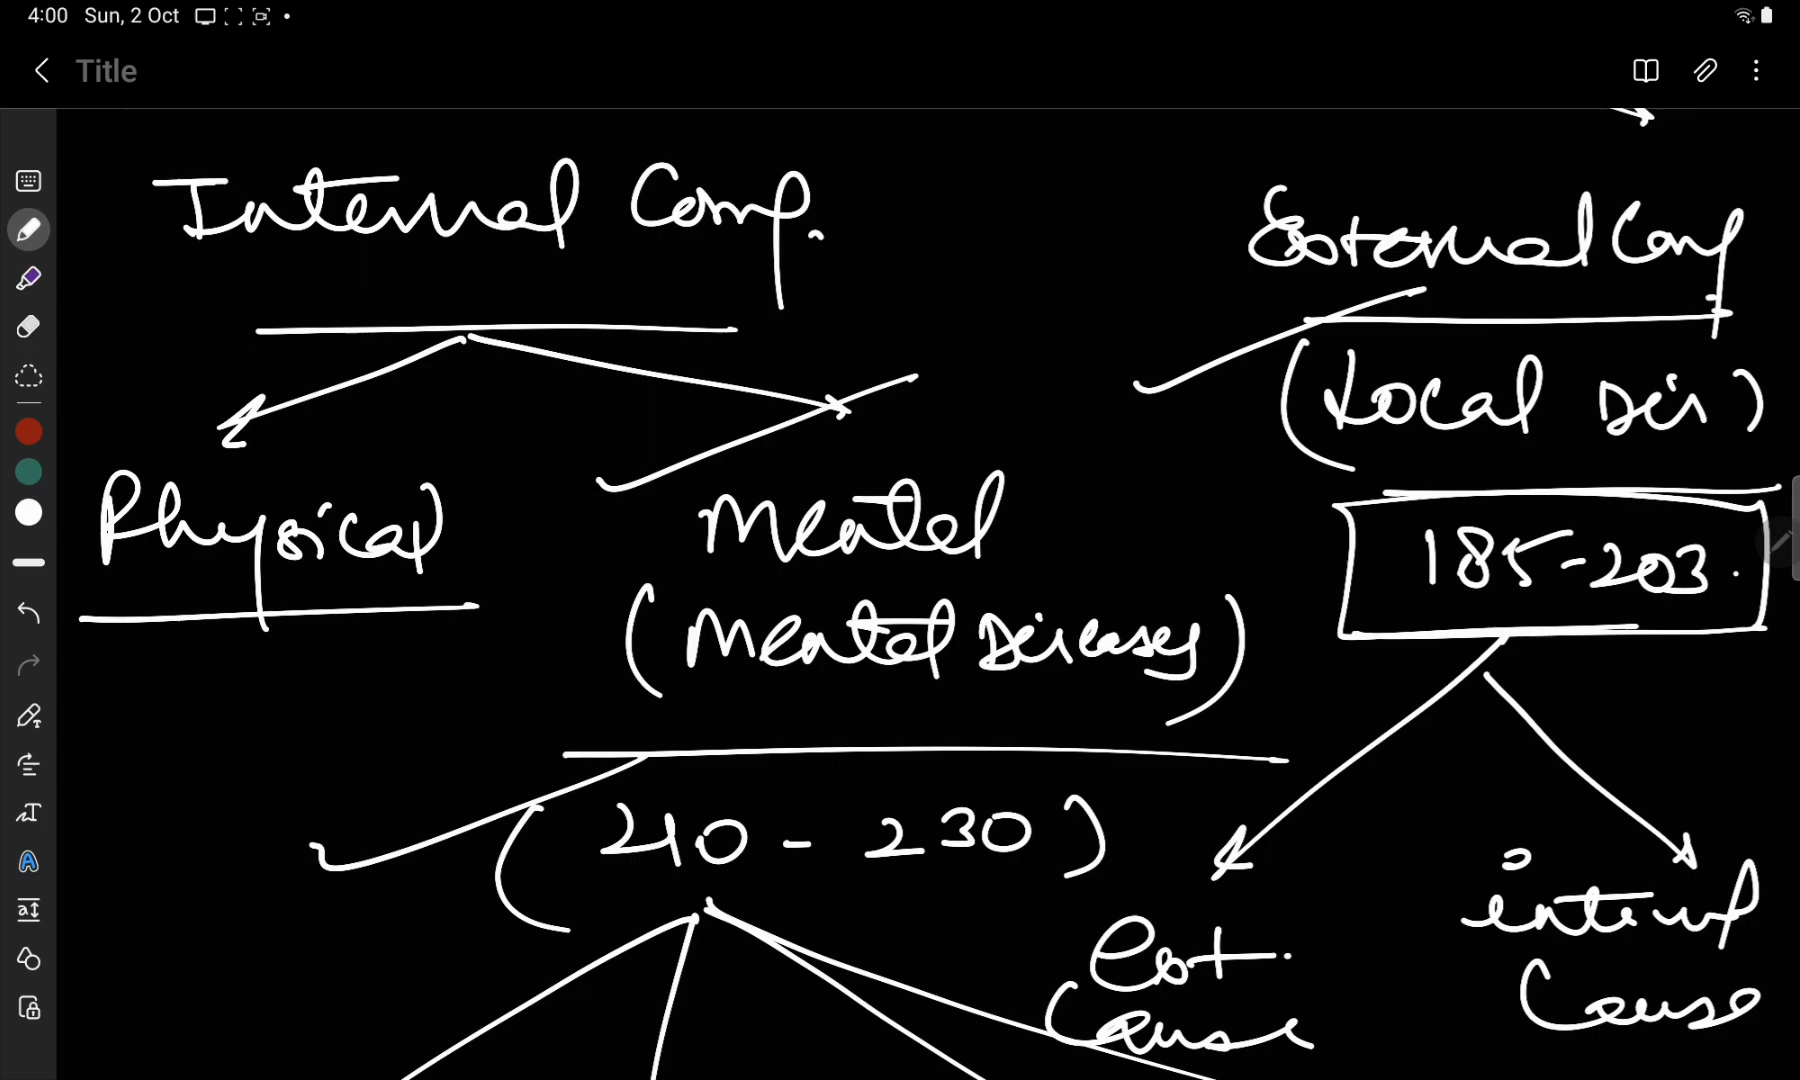 4:00 Sun, 2 Oct
Title
Internal Comp.
External Comp
(Local Dis)
Physical
Mental
185-203.
(Mental Diseases)
(210 - 230)
ext.
Cause
internal
Cause